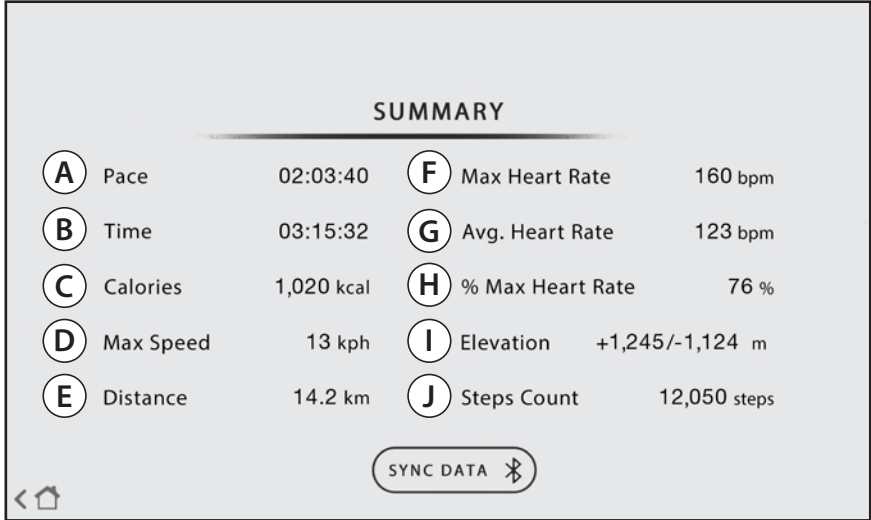 SUMMARY
A Pace 02:03:40 F Max Heart Rate 160 bpm
B Time 03:15:32 G Avg. Heart Rate 123 bpm
C Calories 1,020 kcal H % Max Heart Rate 76 %
D Max Speed 13 kph I Elevation +1,245/-1,124 m
E Distance 14.2 km J Steps Count 12,050 steps
SYNC DATA